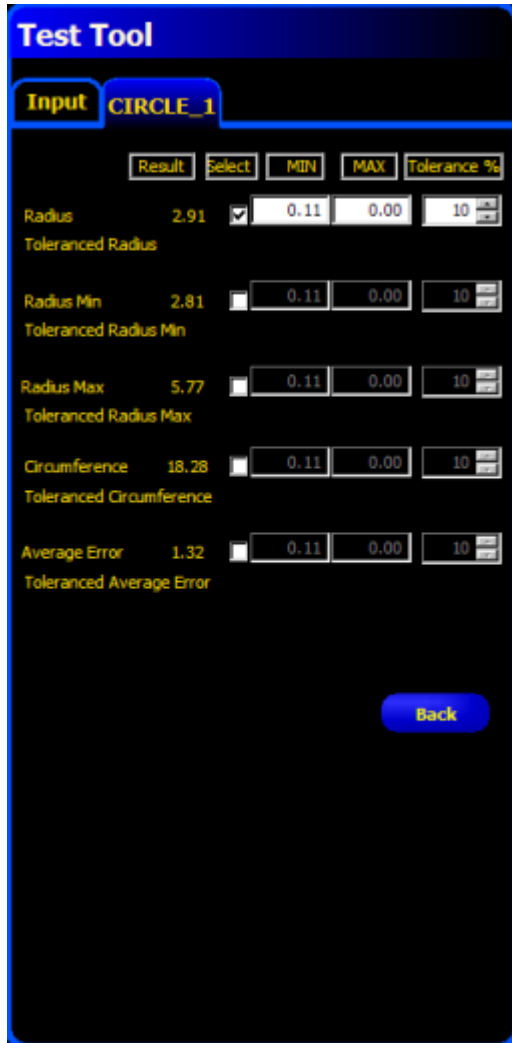 Test Tool
Input CIRCLE_1
Result Select MIN MAX Tolerance %
Radius 2.91 0.11 0.00 10
Toleranced Radius
Radius Min 2.81 0.11 0.00 10
Toleranced Radius Min
Radius Max 5.77 0.11 0.00 10
Toleranced Radius Max
Circumference 18.28 0.11 0.00 10
Toleranced Circumference
Average Error 1.32 0.11 0.00 10
Toleranced Average Error
Back